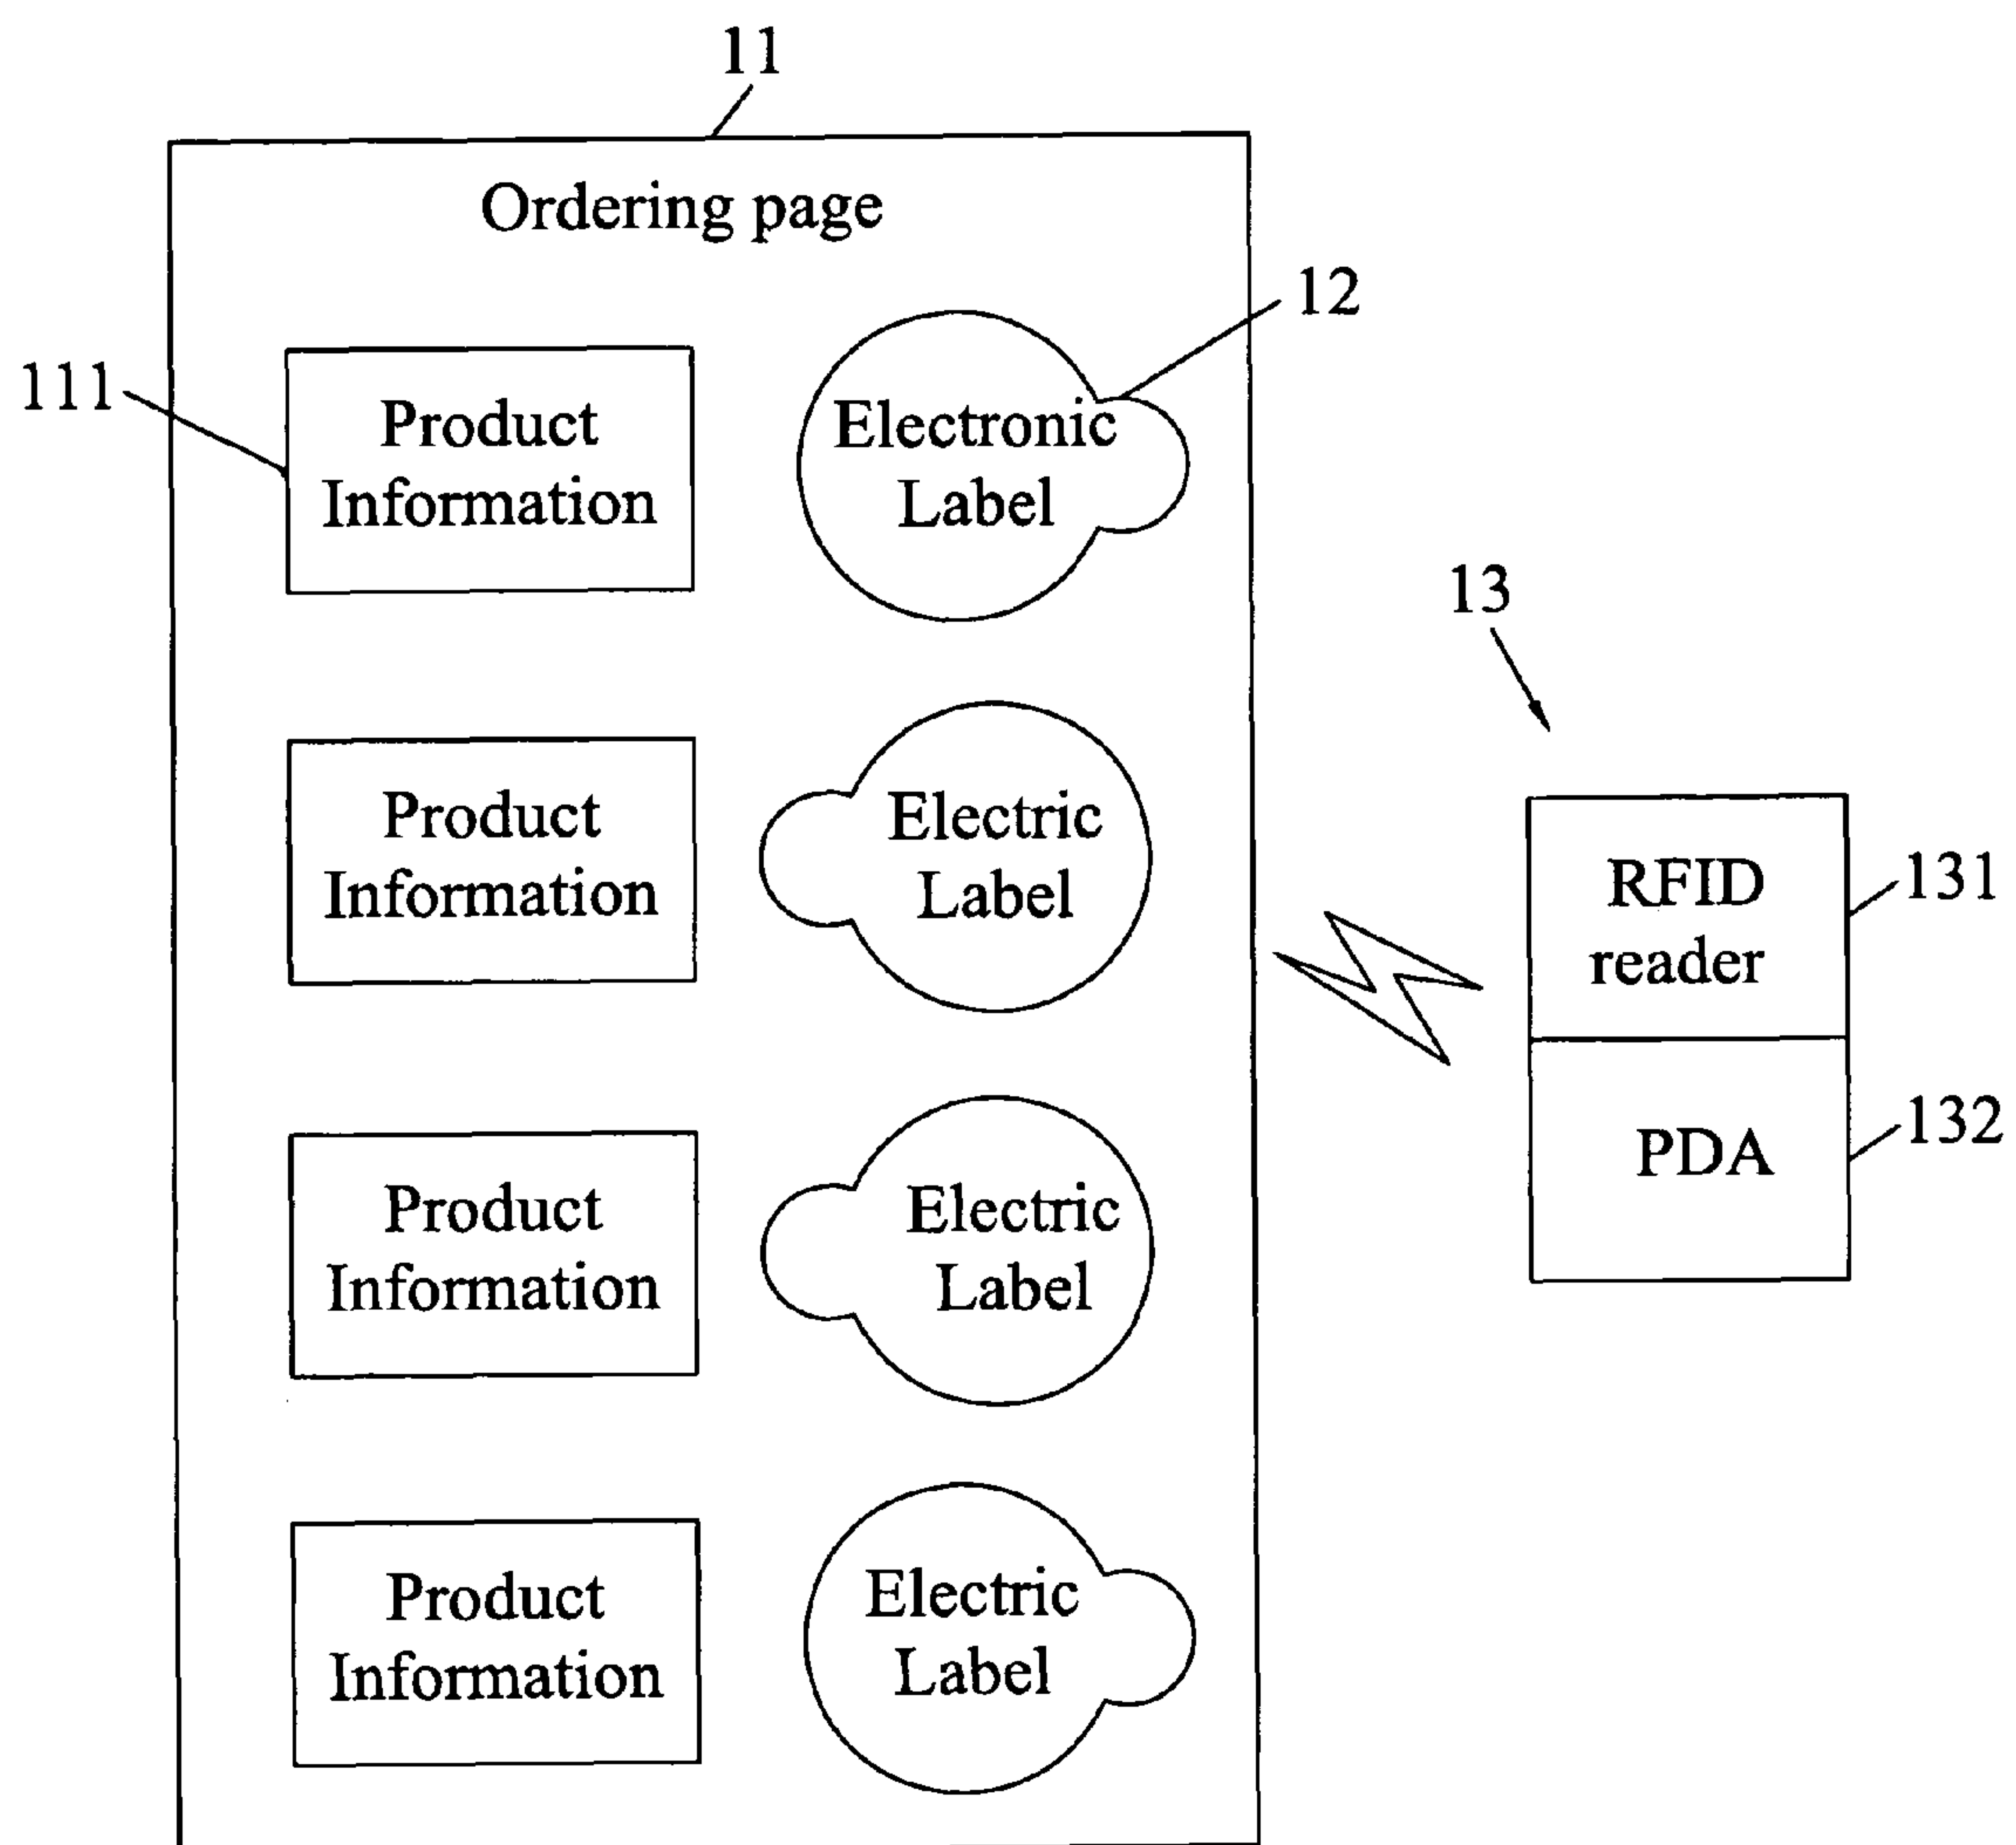 11
Ordering page
12
111
Product
Information
Electronic
Label
13
Product
Information
Electric
Label
RFID
reader
131
Product
Information
Electric
Label
PDA
132
Product
Information
Electric
Label